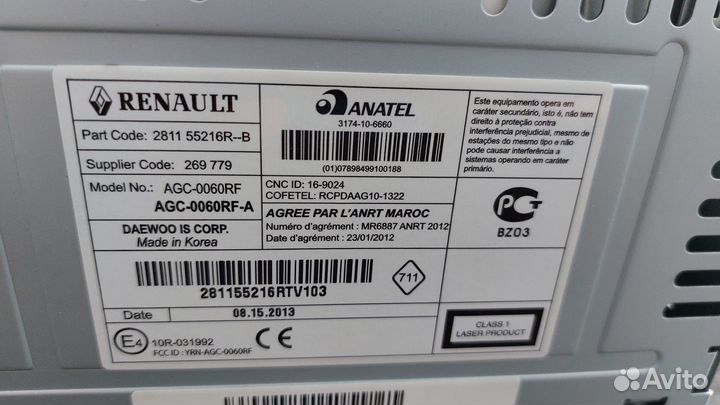 RENAULT
Part Code: 2811 55216R--B
Supplier Code: 269 779
Model No.: AGC-0060RF
AGC-0060RF-A
DAEWOO IS CORP.
Made in Korea
ANATEL
3174-10-6660
(01)07898499100188
CNC ID: 16-9024
COFETEL: RCPDAAG10-1322
AGREE PAR L'ANRT MAROC
Numéro d'agrément : MR6887 ANRT 2012
Date d'agrément : 23/01/2012
Este equipamento opera em
caráter secundário, isto é, não tem
direito à proteção contra
interferência prejudicial, mesmo de
estações do mesmo tipo e não
pode causar interferência a
sistemas operando em caráter
primário.
РСТ
BZ03
281155216RTV103
711
Date 08.15.2013
E4 10R-031992
FCC ID : YRN-AGC-0060RF
CE
CLASS 1
LASER PRODUCT
Avito